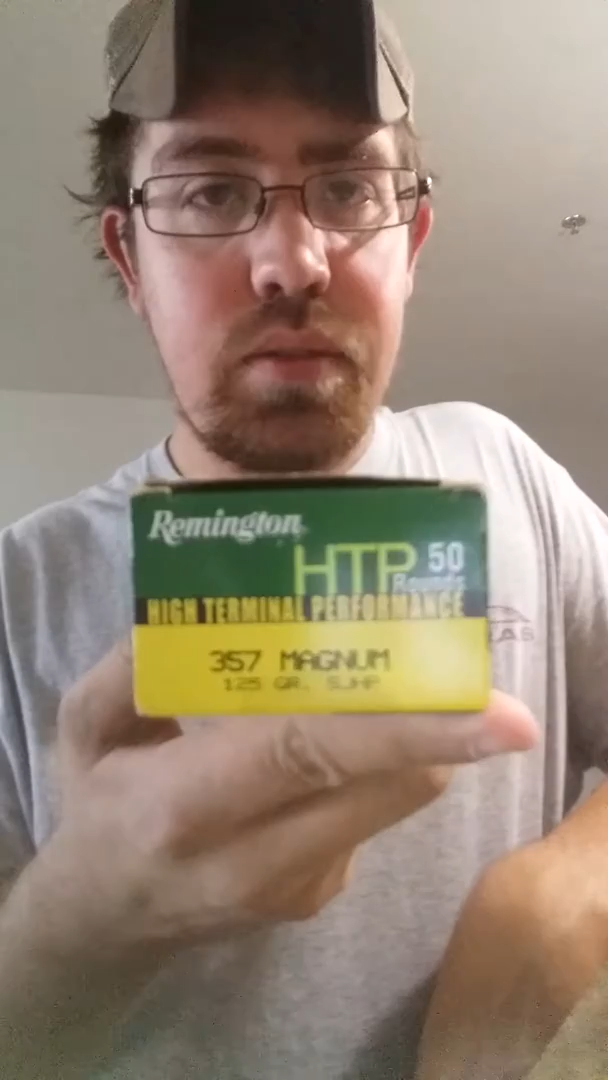 Remington
HTP 50
Rounds
HIGH TERMINAL PERFORMANCE
357 MAGNUM
125 GR. SJHP